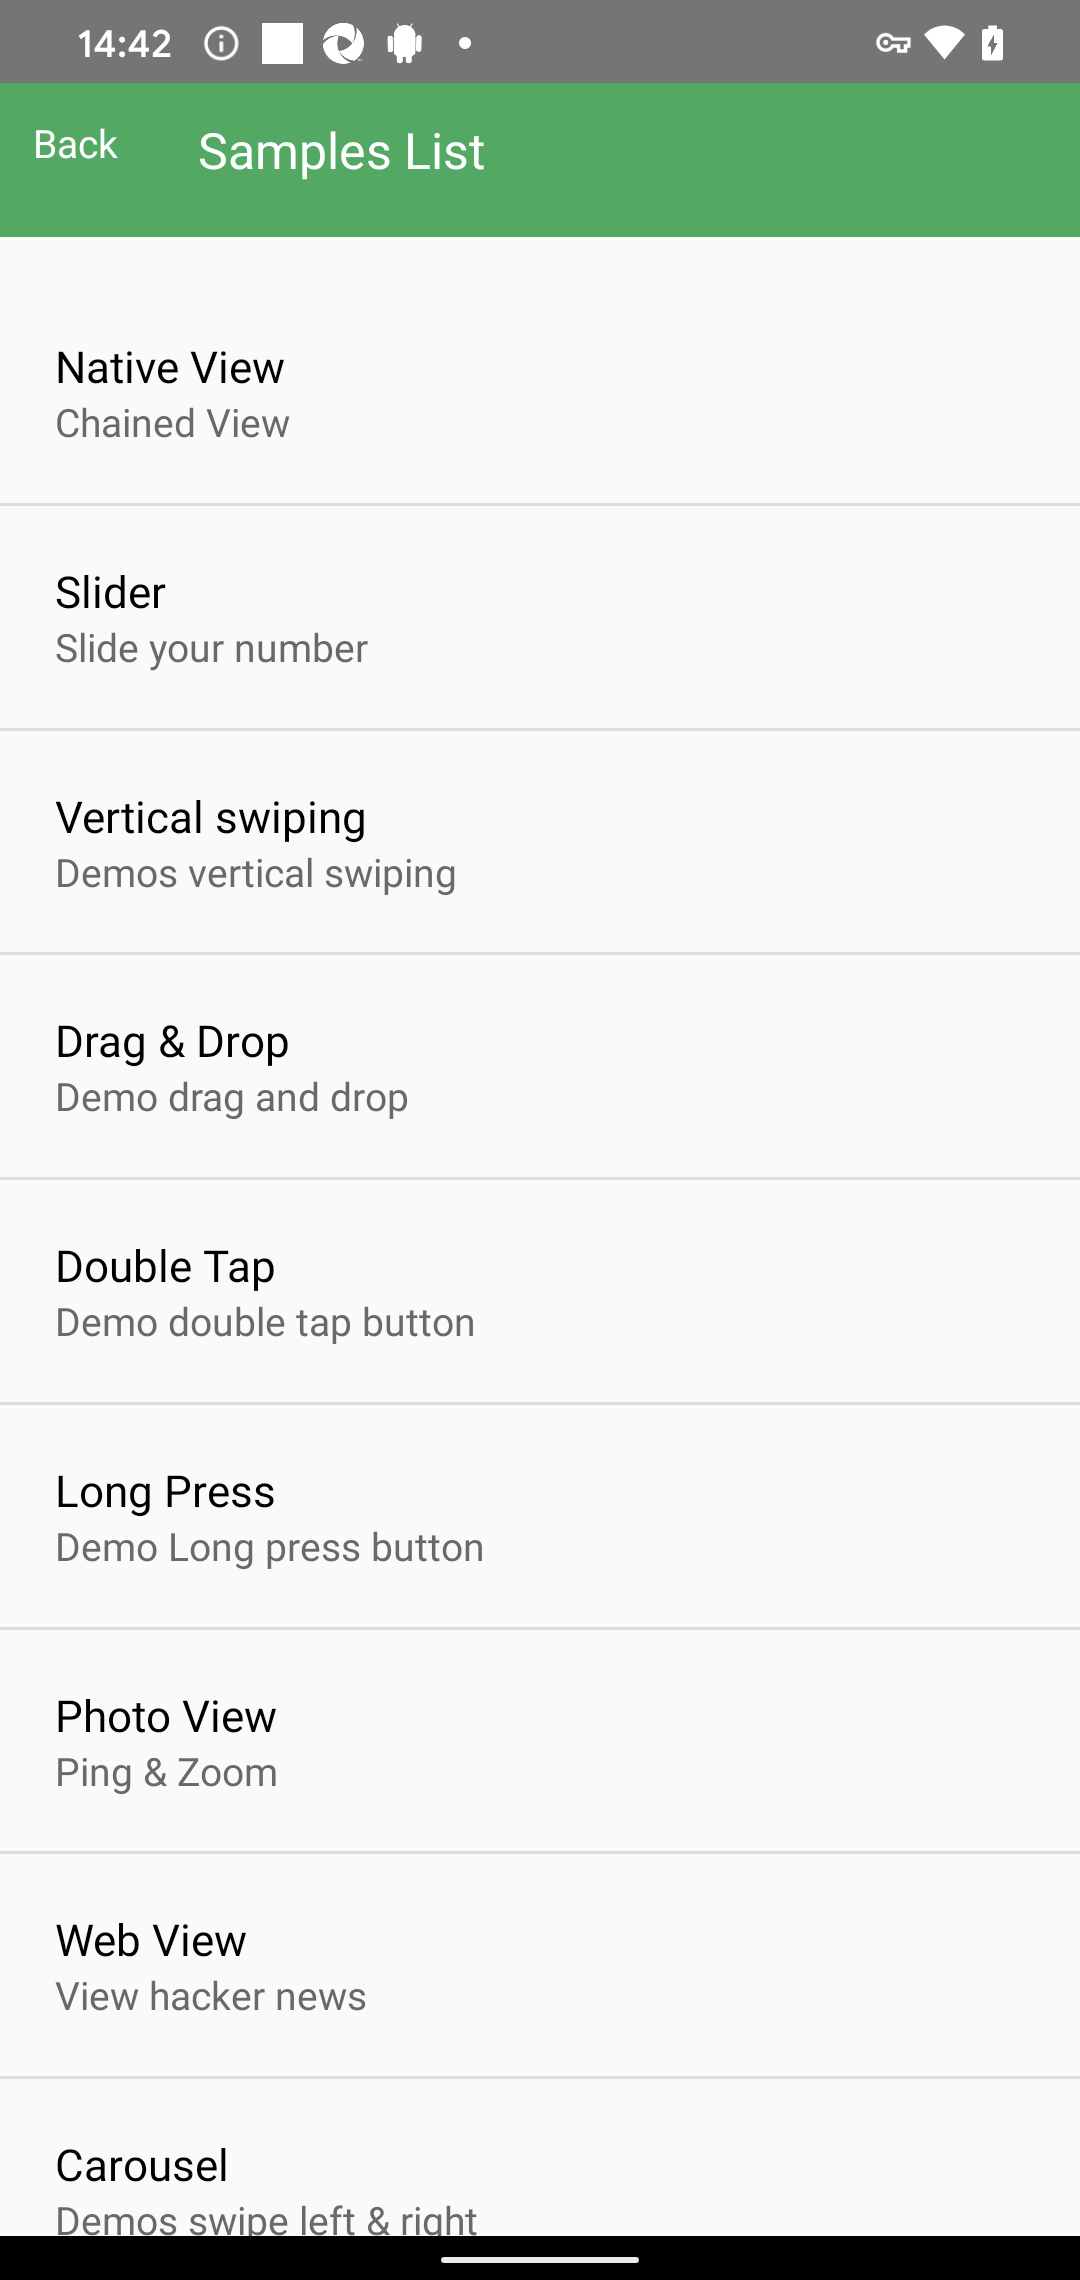 14:42
Back
Samples List
Native View
Chained View
Slider
Slide your number
Vertical swiping
Demos vertical swiping
Drag & Drop
Demo drag and drop
Double Tap
Demo double tap button
Long Press
Demo Long press button
Photo View
Ping & Zoom
Web View
View hacker news
Carousel
Demos swipe left & right